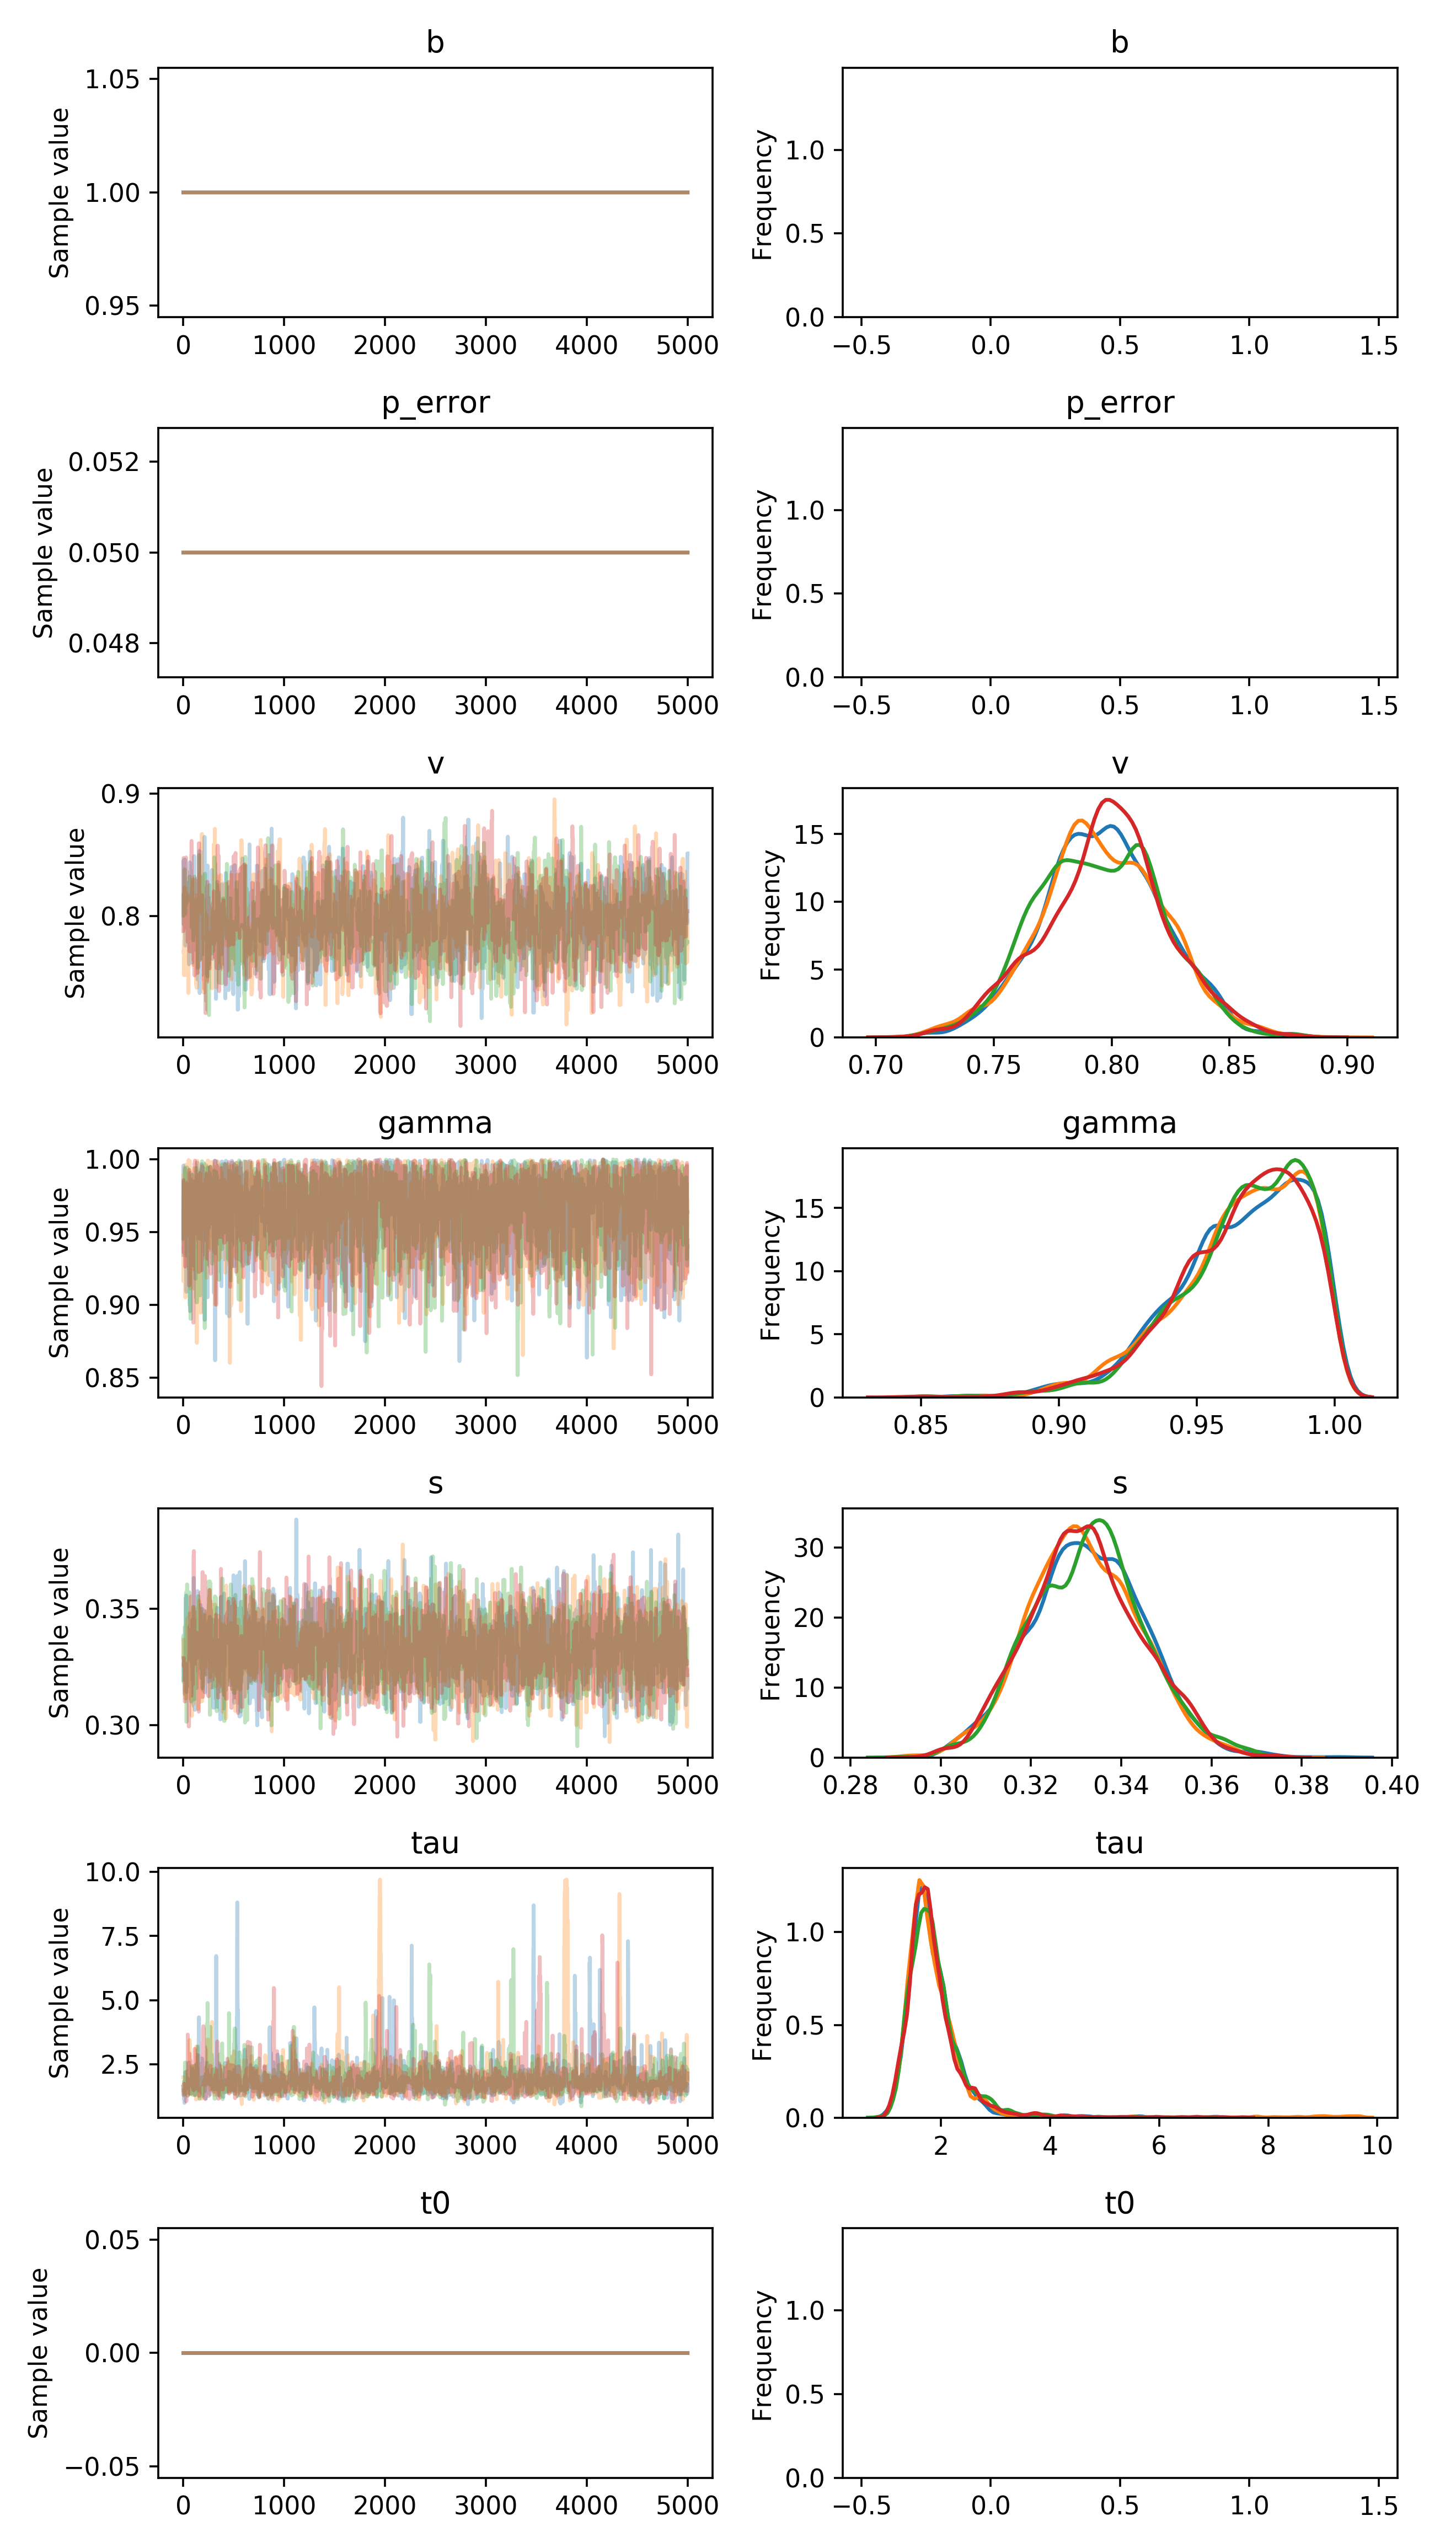 b
b
Sample value
1.05
1.00
0.95
0 1000 2000 3000 4000 5000
Frequency
1.0
0.5
0.0
−0.5 0.0 0.5 1.0 1.5
p_error
p_error
Sample value
0.052
0.050
0.048
0 1000 2000 3000 4000 5000
Frequency
1.0
0.5
0.0
−0.5 0.0 0.5 1.0 1.5
v
v
Sample value
0.9
0.8
0 1000 2000 3000 4000 5000
Frequency
15
10
5
0
0.70 0.75 0.80 0.85 0.90
gamma
gamma
Sample value
1.00
0.95
0.90
0.85
0 1000 2000 3000 4000 5000
Frequency
15
10
5
0
0.85 0.90 0.95 1.00
s
s
Sample value
0.35
0.30
0 1000 2000 3000 4000 5000
Frequency
30
20
10
0
0.28 0.30 0.32 0.34 0.36 0.38 0.40
tau
tau
Sample value
10.0
7.5
5.0
2.5
0 1000 2000 3000 4000 5000
Frequency
1.0
0.5
0.0
2 4 6 8 10
t0
t0
Sample value
0.05
0.00
−0.05
0 1000 2000 3000 4000 5000
Frequency
1.0
0.5
0.0
−0.5 0.0 0.5 1.0 1.5